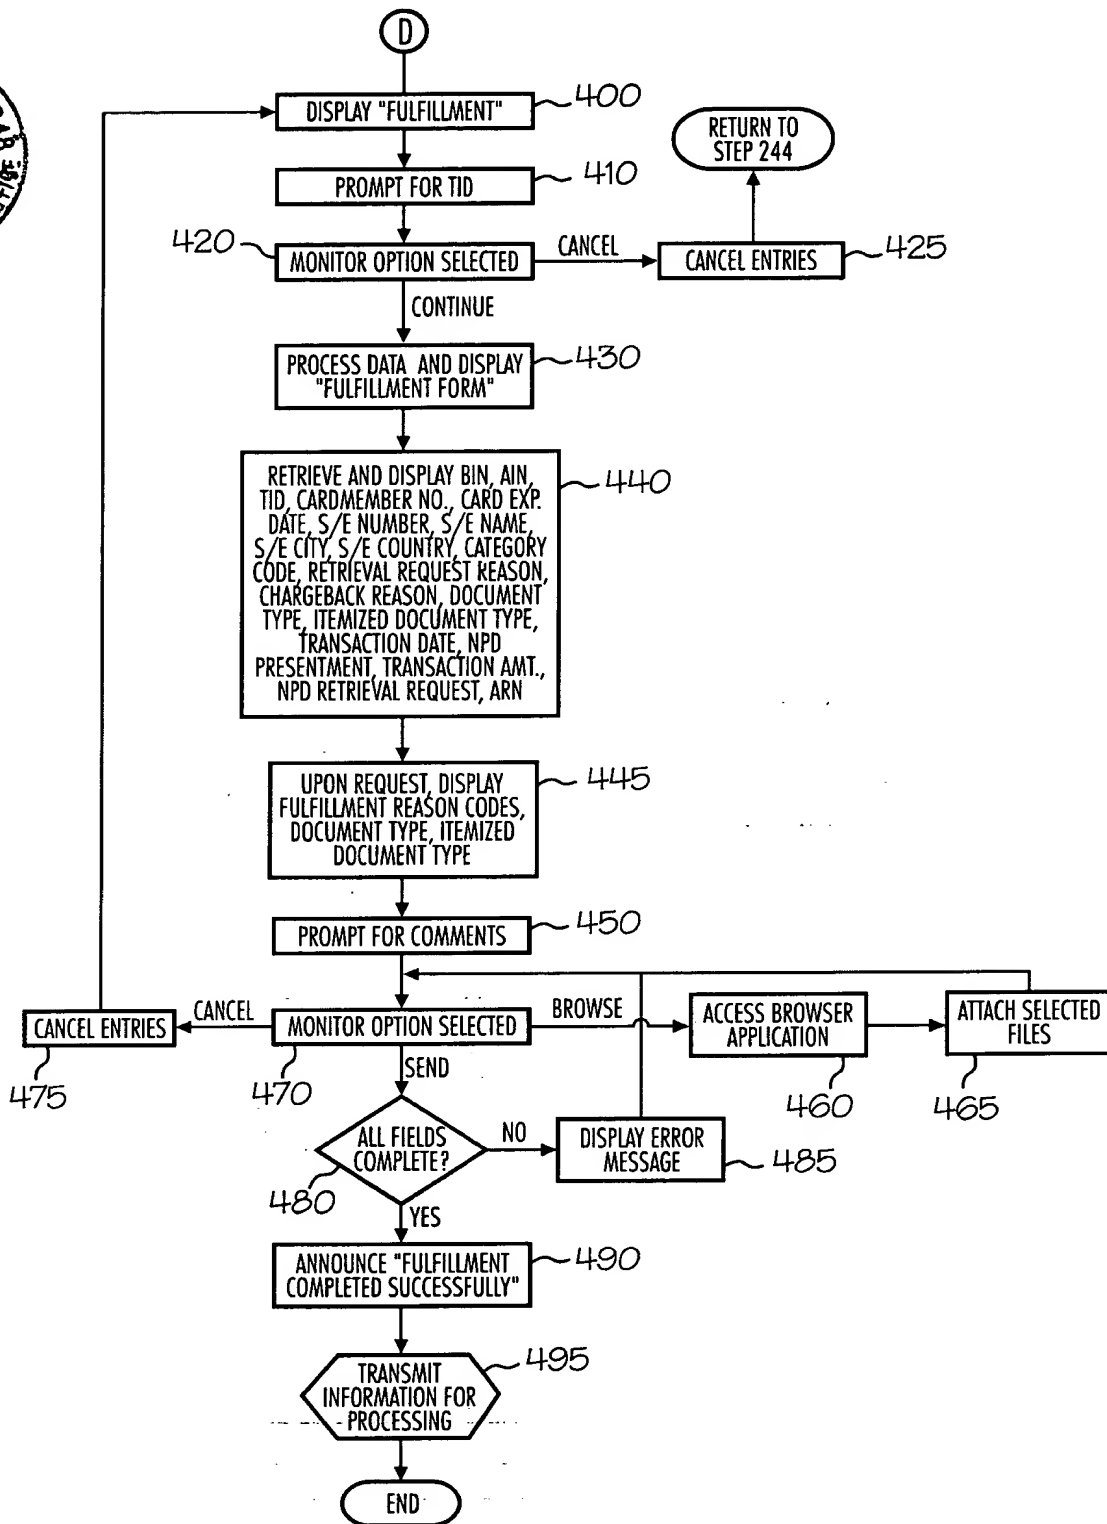 D
DISPLAY "FULFILLMENT"
400
RETURN TO
STEP 244
PROMPT FOR TID
410
420
MONITOR OPTION SELECTED
CANCEL
CANCEL ENTRIES
425
CONTINUE
PROCESS DATA AND DISPLAY
"FULFILLMENT FORM"
430
RETRIEVE AND DISPLAY BIN, AIN,
TID, CARDMEMBER NO., CARD EXP.
DATE, S/E NUMBER, S/E NAME,
S/E CITY, S/E COUNTRY, CATEGORY
CODE, RETRIEVAL REQUEST REASON,
CHARGEBACK REASON, DOCUMENT
TYPE, ITEMIZED DOCUMENT TYPE,
TRANSACTION DATE, NPD
PRESENTMENT, TRANSACTION AMT.,
NPD RETRIEVAL REQUEST, ARN
440
UPON REQUEST, DISPLAY
FULFILLMENT REASON CODES,
DOCUMENT TYPE, ITEMIZED
DOCUMENT TYPE
445
PROMPT FOR COMMENTS
450
CANCEL ENTRIES
475
CANCEL
MONITOR OPTION SELECTED
470
BROWSE
ACCESS BROWSER
APPLICATION
460
ATTACH SELECTED
FILES
465
SEND
ALL FIELDS
COMPLETE?
480
NO
DISPLAY ERROR
MESSAGE
485
YES
ANNOUNCE "FULFILLMENT
COMPLETED SUCCESSFULLY"
490
TRANSMIT
INFORMATION FOR
PROCESSING
495
END